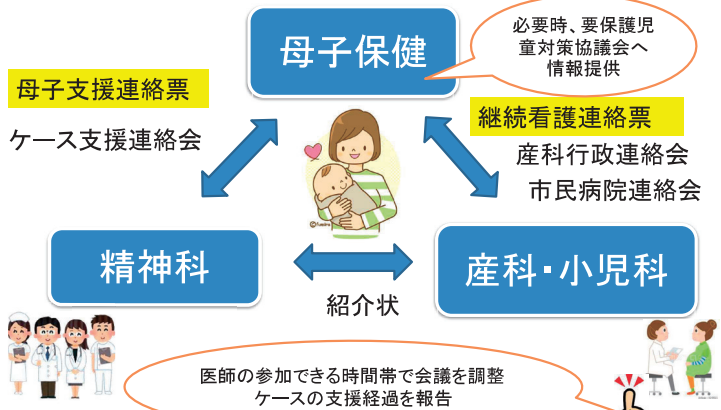 母子保健
必要時、要保護児
童対策協議会へ
情報提供
母子支援連絡票
ケース支援連絡会
継続看護連絡票
産科行政連絡会
市民病院連絡会
精神科
産科・小児科
紹介状
医師の参加できる時間帯で会議を調整
ケースの支援経過を報告